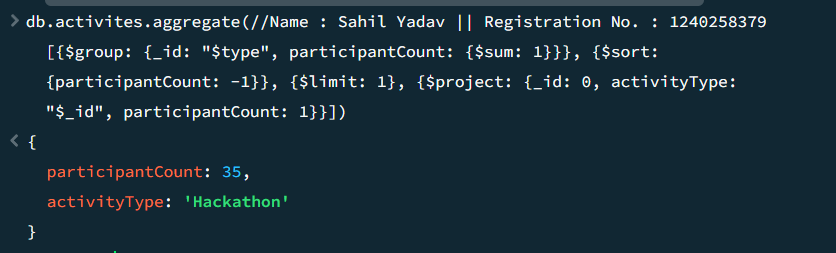 > db.activites.aggregate(//Name : Sahil Yadav || Registration No. : 1240258379
[{$group: {_id: "$type", participantCount: {$sum: 1}}}, {$sort:
{participantCount: -1}}, {$limit: 1}, {$project: {_id: 0, activityType:
"$_id", participantCount: 1}}])
< {
participantCount: 35,
activityType: 'Hackathon'
}